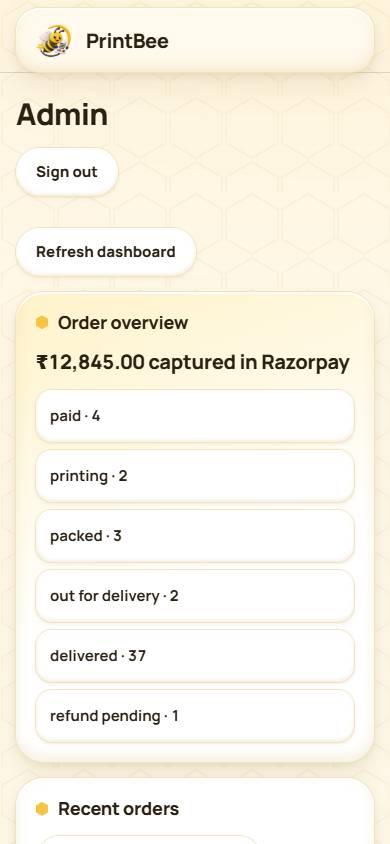 PrintBee
Admin
Sign out
Refresh dashboard
Order overview
₹12,845.00 captured in Razorpay
paid · 4
printing · 2
packed · 3
out for delivery · 2
delivered · 37
refund pending · 1
Recent orders